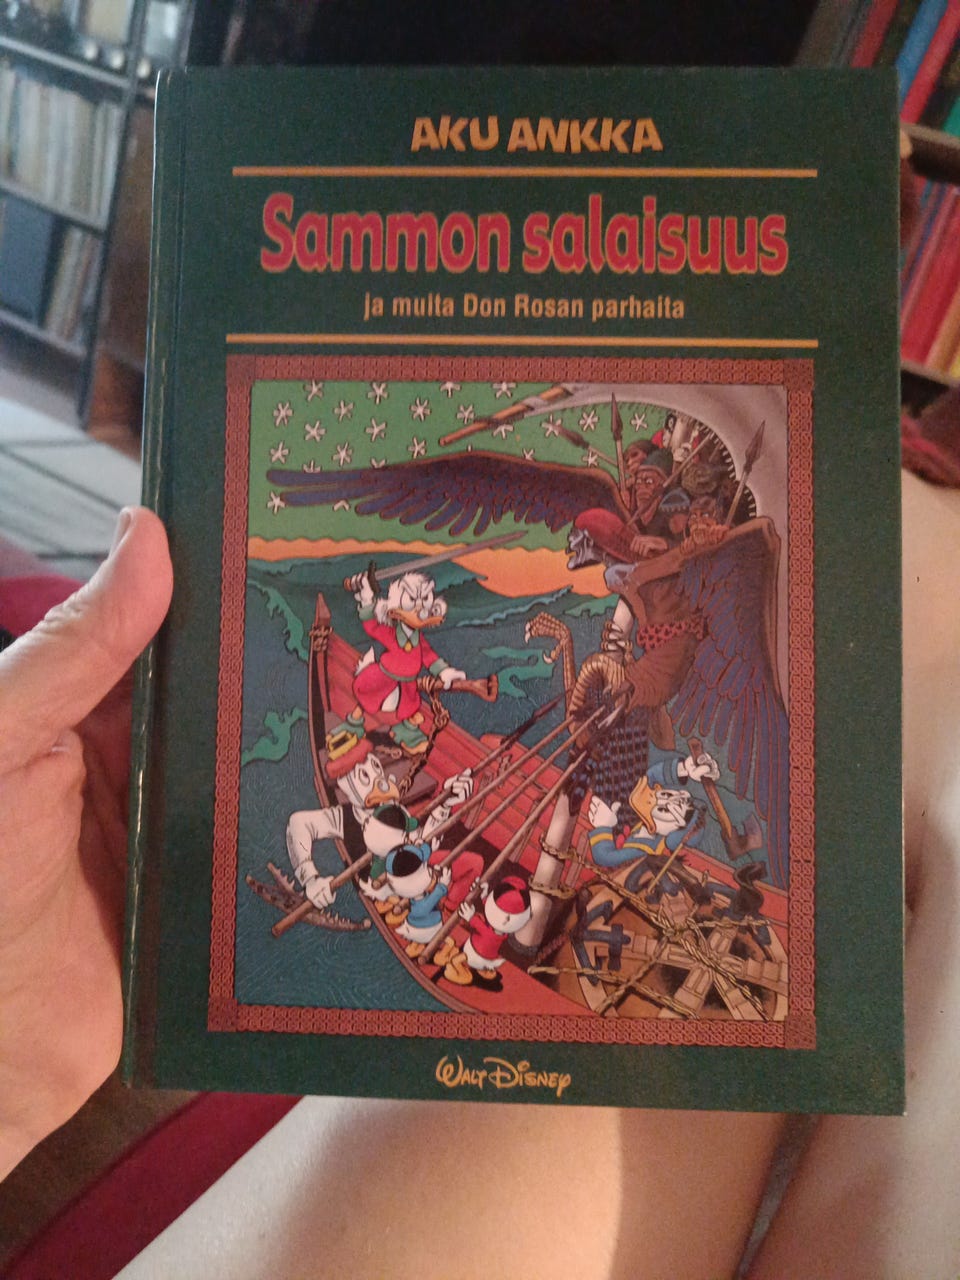 AKU ANKKA
Sammon salaisuus
ja muita Don Rosan parhaita
WALT DISNEY